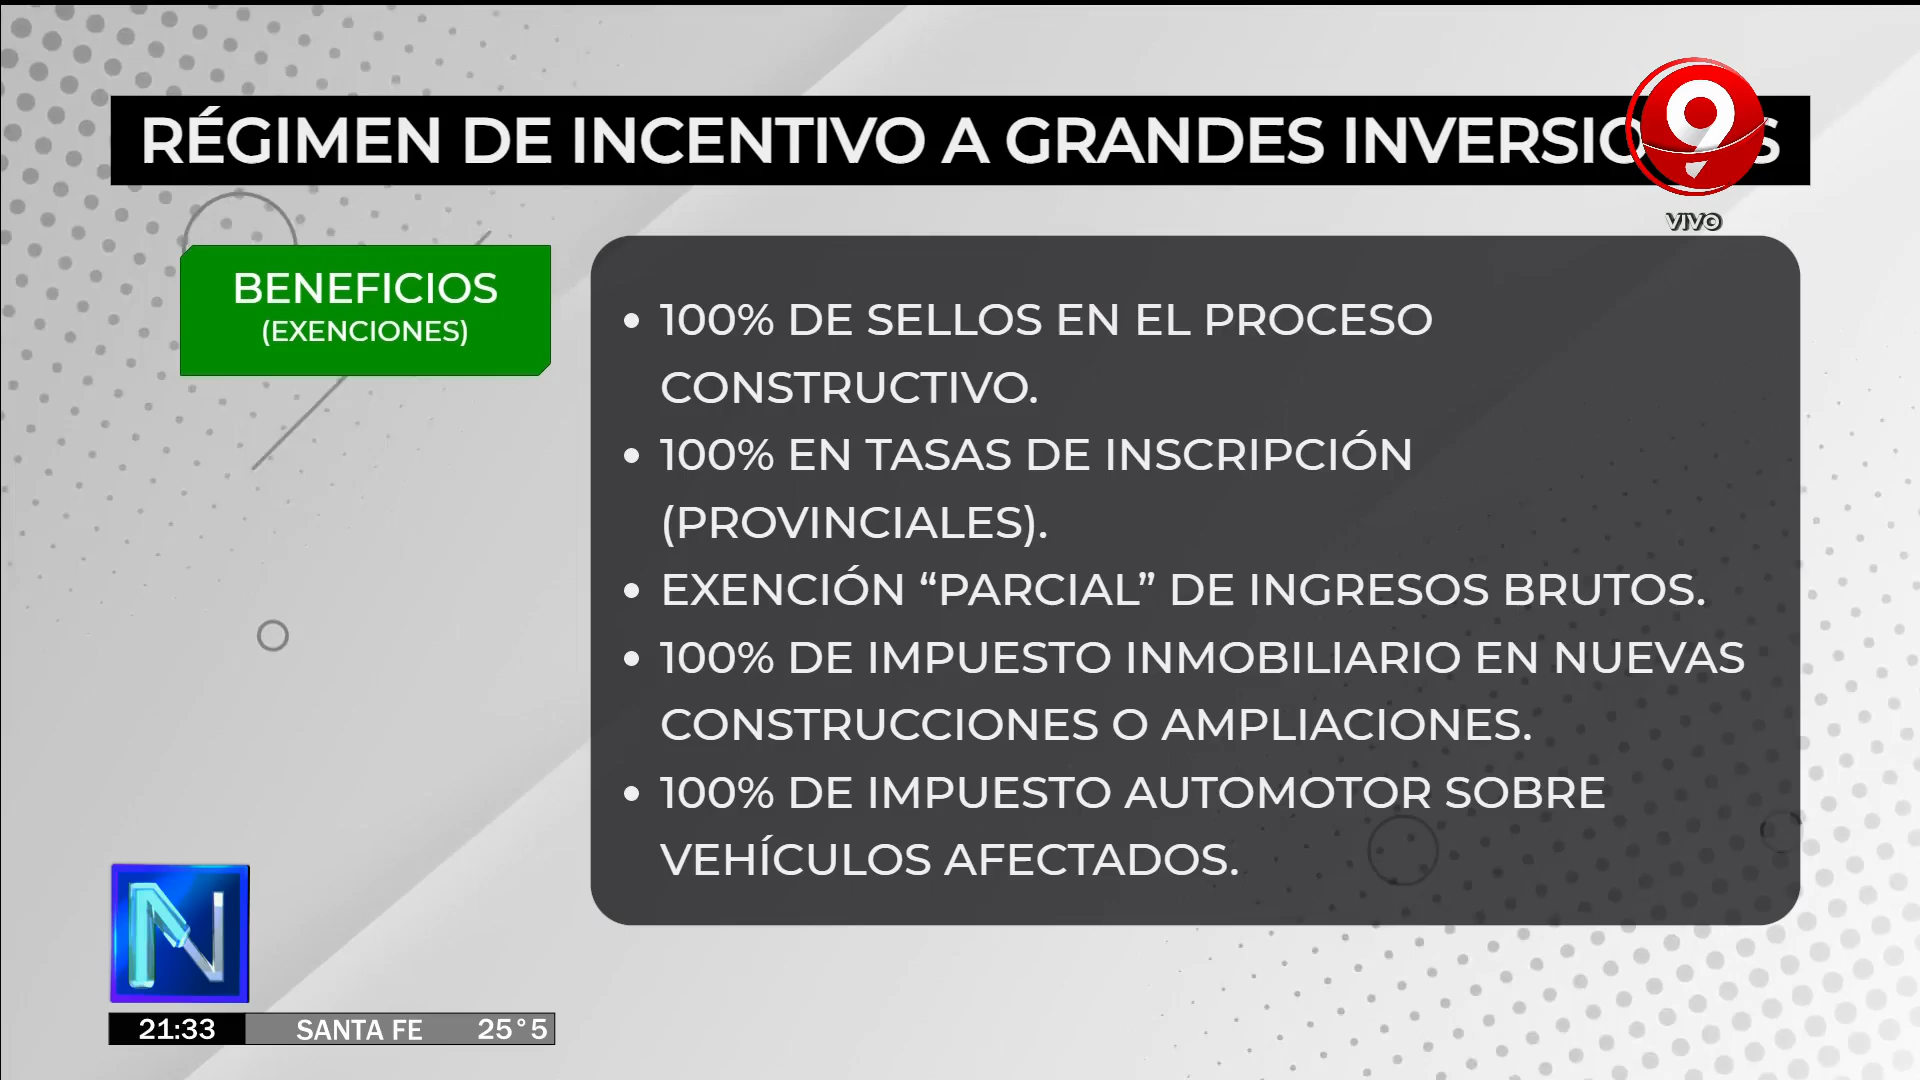 RÉGIMEN DE INCENTIVO A GRANDES
9
VIVO
BENEFICIOS
(EXENCIONES)
• 100% DE SELLOS EN EL PROCESO
CONSTRUCTIVO.
• 100% EN TASAS DE INSCRIPCIÓN
(PROVINCIALES).
• EXENCIÓN “PARCIAL” DE INGRESOS BRUTOS.
• 100% DE IMPUESTO INMOBILIARIO EN NUEVAS
CONSTRUCCIONES O AMPLIACIONES.
• 100% DE IMPUESTO AUTOMOTOR SOBRE
VEHÍCULOS AFECTADOS.
N
21:33 SANTA FE 25°5